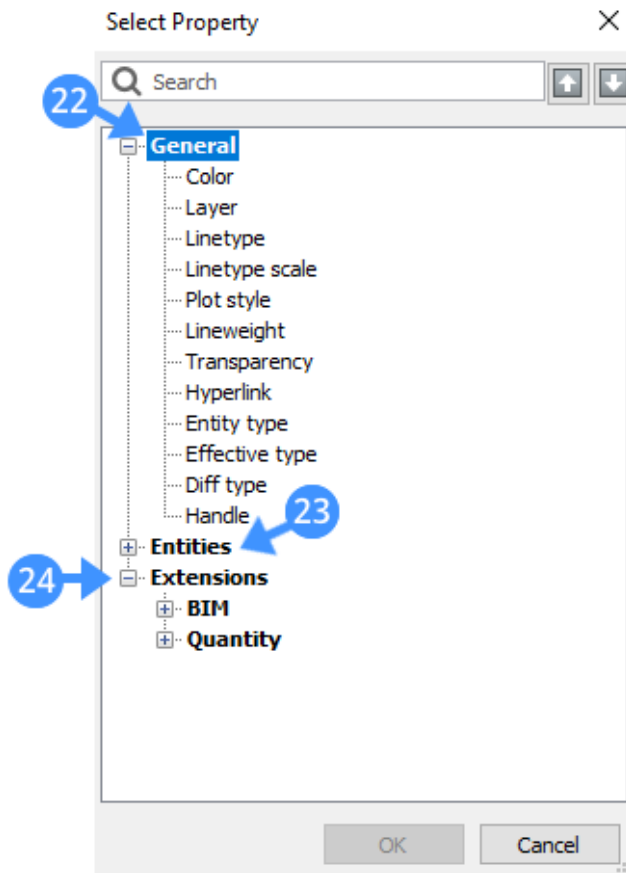 Select Property
Search
22
General
Color
Layer
Linetype
Linetype scale
Plot style
Lineweight
Transparency
Hyperlink
Entity type
Effective type
Diff type
Handle
23
Entities
24
Extensions
BIM
Quantity
OK
Cancel